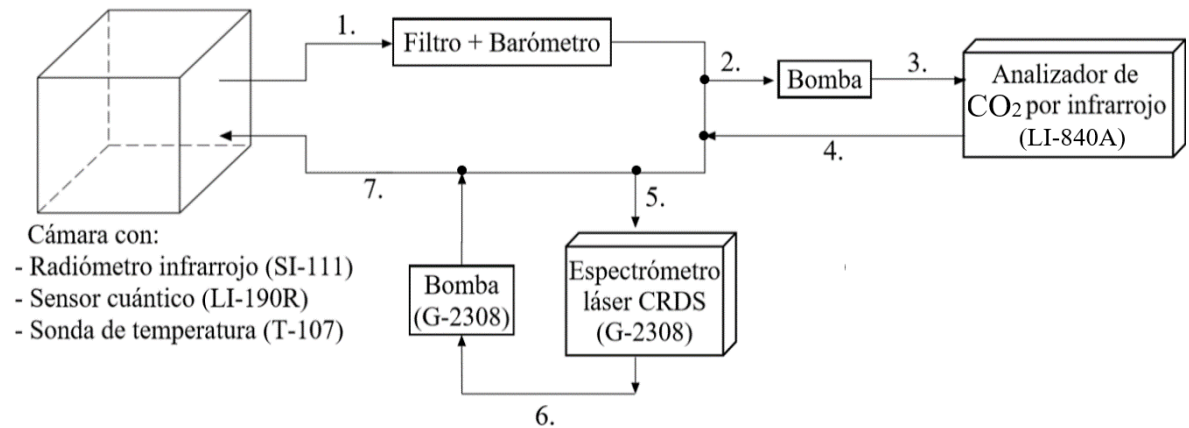 1.
Filtro + Barómetro
2.
Bomba
3.
Analizador de
CO₂ por infrarrojo
(LI-840A)
4.
5.
Espectrómetro
láser CRDS
(G-2308)
6.
Bomba
(G-2308)
7.
Cámara con:
- Radiómetro infrarrojo (SI-111)
- Sensor cuántico (LI-190R)
- Sonda de temperatura (T-107)